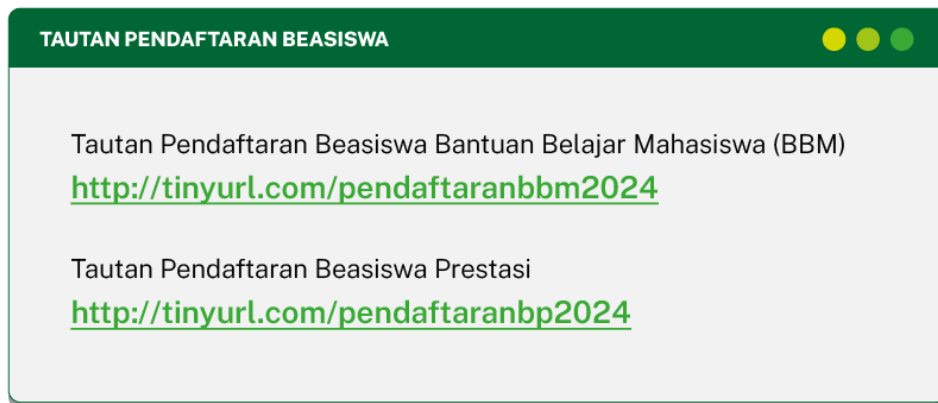 TAUTAN PENDAFTARAN BEASISWA
Tautan Pendaftaran Beasiswa Bantuan Belajar Mahasiswa (BBM)
http://tinyurl.com/pendaftaranbbm2024
Tautan Pendaftaran Beasiswa Prestasi
http://tinyurl.com/pendaftaranbp2024